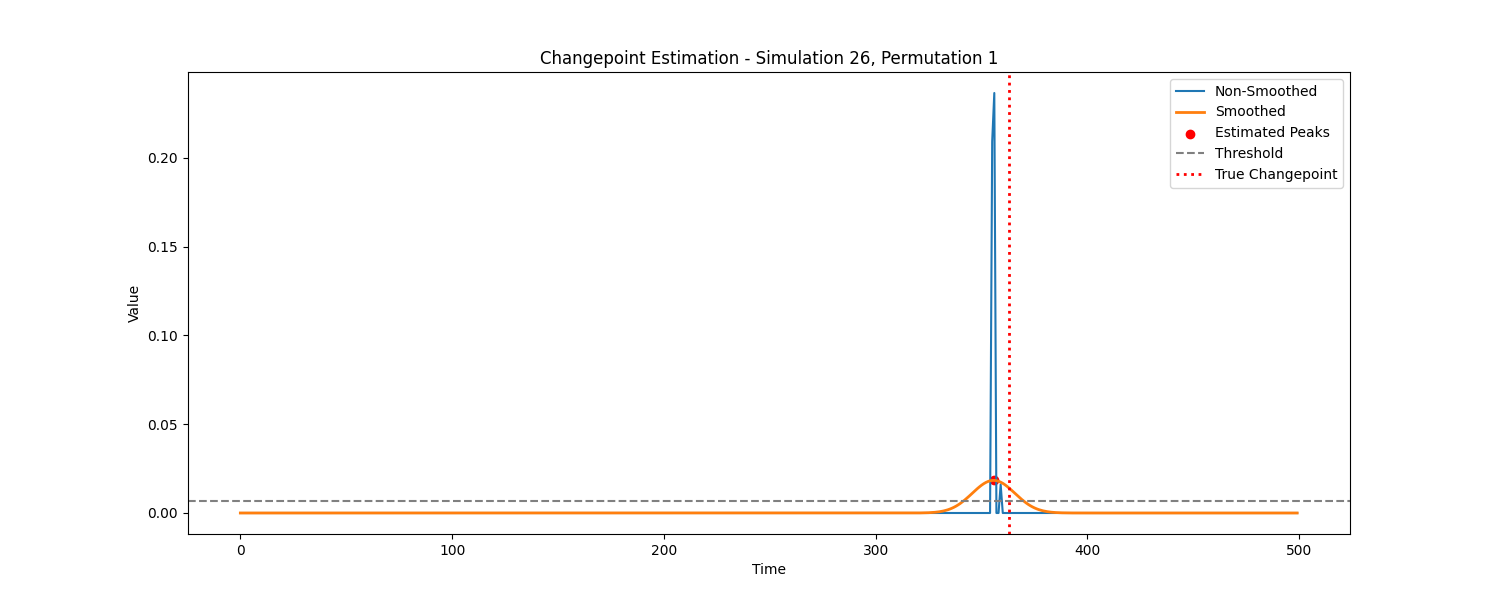 Changepoint Estimation - Simulation 26, Permutation 1
Non-Smoothed
Smoothed
Estimated Peaks
Threshold
True Changepoint
Value
0.20
0.15
0.10
0.05
0.00
0 100 200 300 400 500
Time